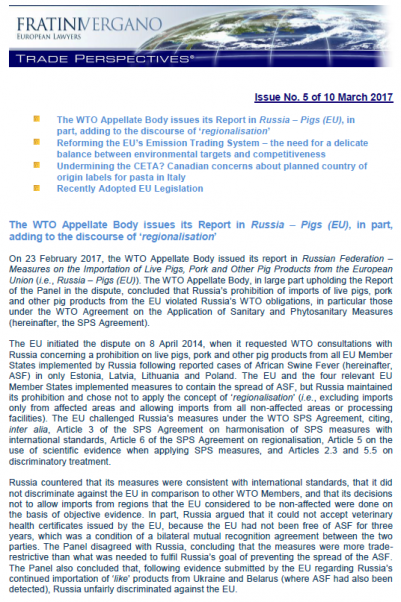 FRATINIVERGANO
EUROPEAN LAWYERS
TRADE PERSPECTIVES®
Issue No. 5 of 10 March 2017
The WTO Appellate Body issues its Report in Russia – Pigs (EU), in
part, adding to the discourse of 'regionalisation'
Reforming the EU's Emission Trading System – the need for a delicate
balance between environmental targets and competitiveness
Undermining the CETA? Canadian concerns about planned country of
origin labels for pasta in Italy
Recently Adopted EU Legislation
The WTO Appellate Body issues its Report in Russia – Pigs (EU), in part,
adding to the discourse of 'regionalisation'
On 23 February 2017, the WTO Appellate Body issued its report in Russian Federation –
Measures on the Importation of Live Pigs, Pork and Other Pig Products from the European
Union (i.e., Russia – Pigs (EU)). The WTO Appellate Body, in large part upholding the Report
of the Panel in the dispute, concluded that Russia's prohibition of imports of live pigs, pork
and other pig products from the EU violated Russia's WTO obligations, in particular those
under the WTO Agreement on the Application of Sanitary and Phytosanitary Measures
(hereinafter, the SPS Agreement).
The EU initiated the dispute on 8 April 2014, when it requested WTO consultations with
Russia concerning a prohibition on live pigs, pork and other pig products from all EU Member
States implemented by Russia following reported cases of African Swine Fever (hereinafter,
ASF) in only Estonia, Latvia, Lithuania and Poland. The EU and the four relevant EU
Member States implemented measures to contain the spread of ASF, but Russia maintained
its prohibition and chose not to apply the concept of 'regionalisation' (i.e., excluding imports
only from affected areas and allowing imports from all non-affected areas or processing
facilities). The EU challenged Russia's measures under the WTO SPS Agreement, citing,
inter alia, Article 3 of the SPS Agreement on harmonisation of SPS measures with
international standards, Article 6 of the SPS Agreement on regionalisation, Article 5 on the
use of scientific evidence when applying SPS measures, and Articles 2.3 and 5.5 on
discriminatory treatment.
Russia countered that its measures were consistent with international standards, that it did
not discriminate against the EU in comparison to other WTO Members, and that its decisions
not to allow imports from regions that the EU considered to be non-affected were done on
the basis of objective evidence. In part, Russia argued that it could not accept veterinary
health certificates issued by the EU, because the EU had not been free of ASF for three
years, which was a condition of a bilateral mutual recognition agreement between the two
parties. The Panel disagreed with Russia, concluding that the measures were more trade-
restrictive than what was needed to fulfil Russia's goal of preventing the spread of the ASF.
The Panel also concluded that, following evidence submitted by the EU regarding Russia's
continued importation of 'like' products from Ukraine and Belarus (where ASF had also been
detected), Russia unfairly discriminated against the EU.